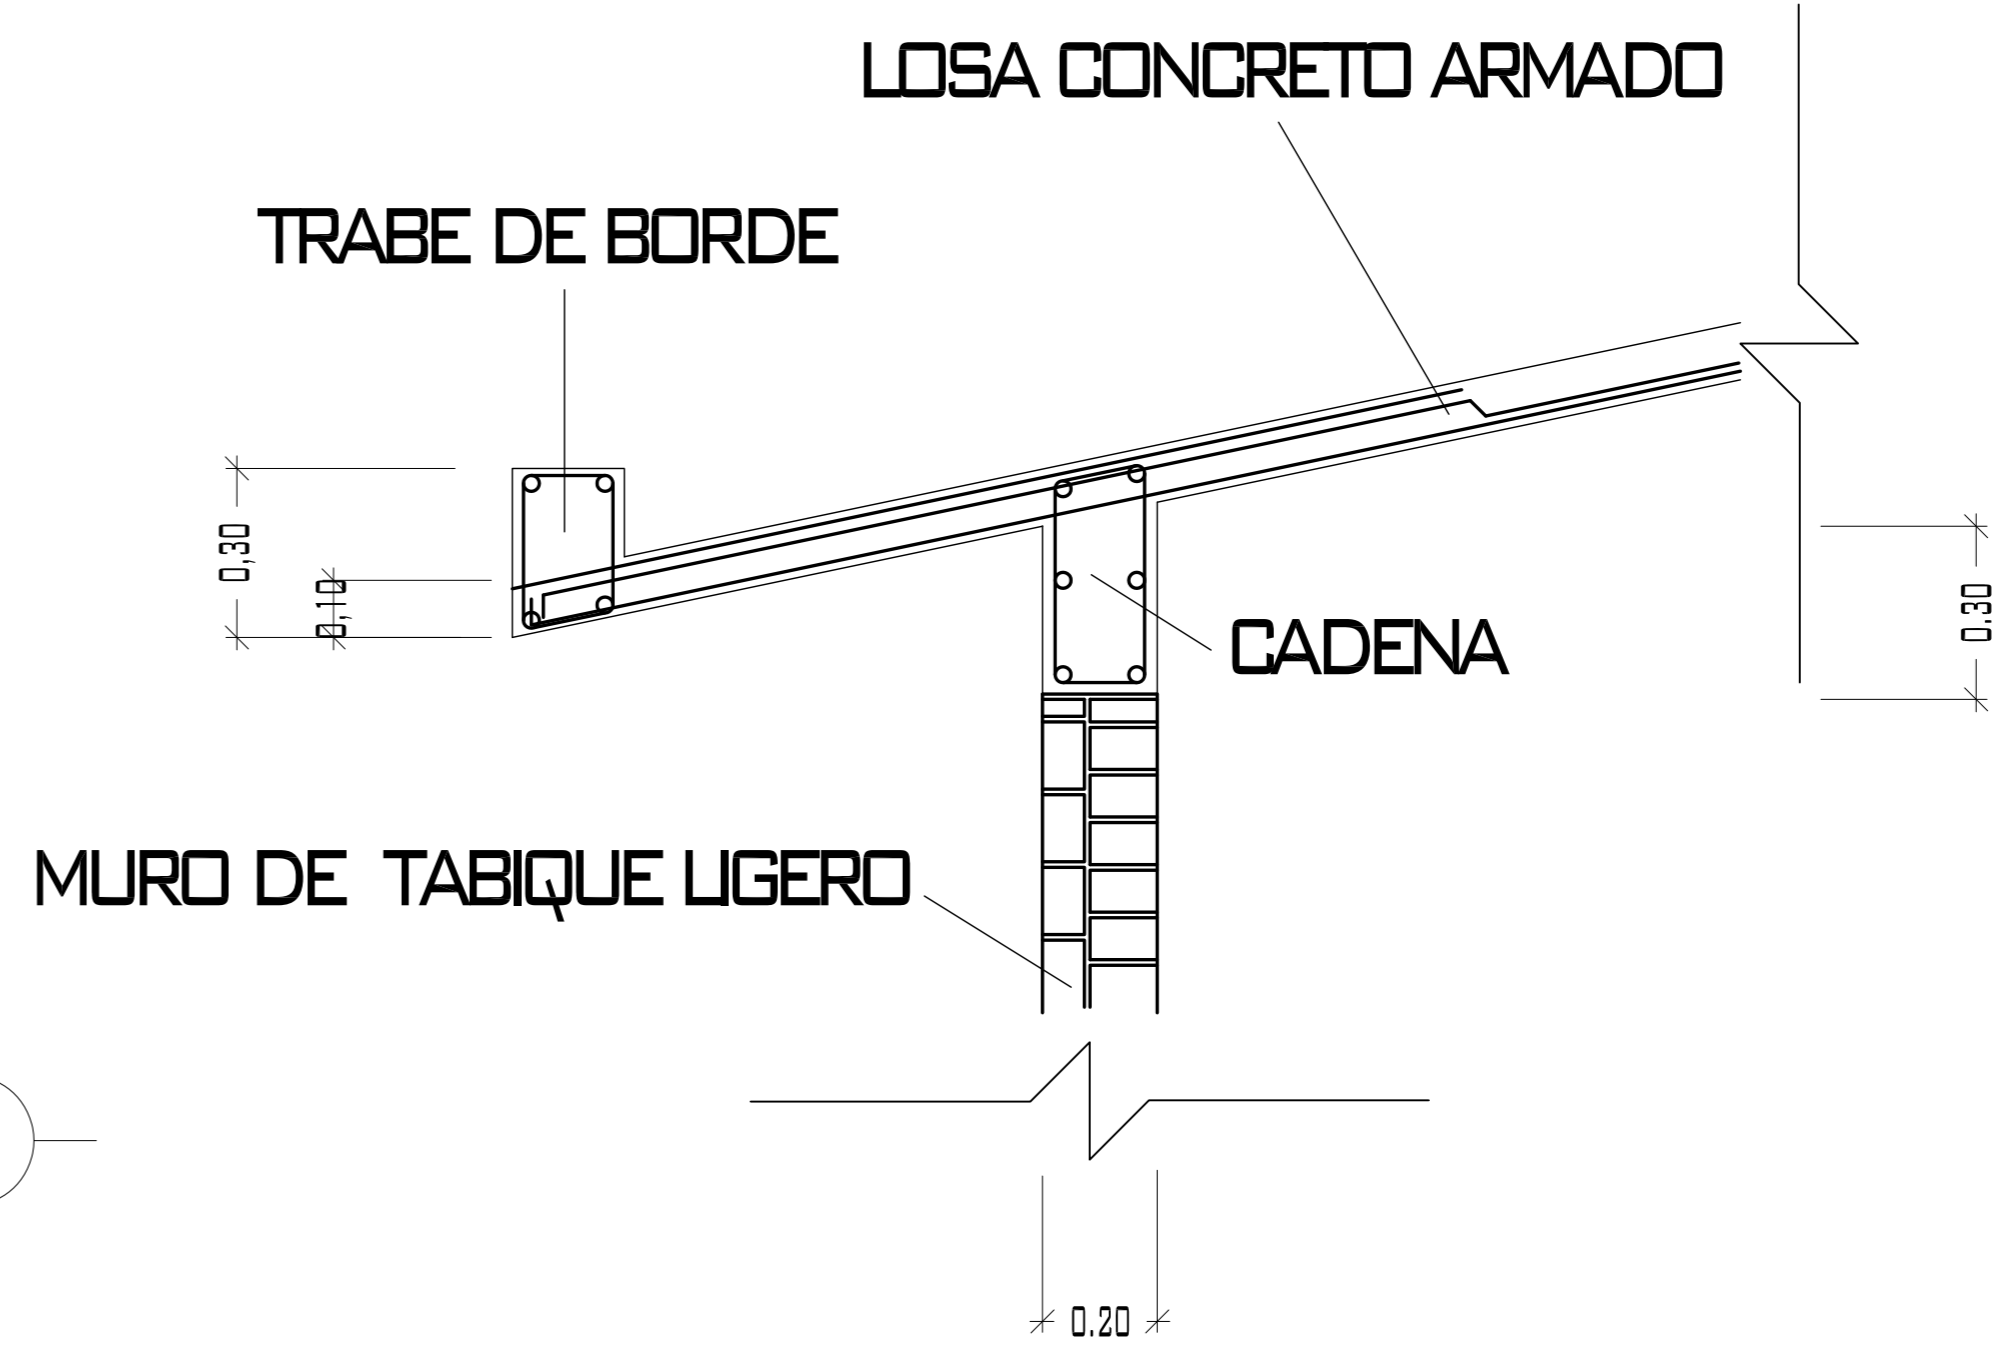 LOSA CONCRETO ARMADO
TRABE DE BORDE
0,30
0,10
0.30
CADENA
MURO DE TABIQUE LIGERO
0.20